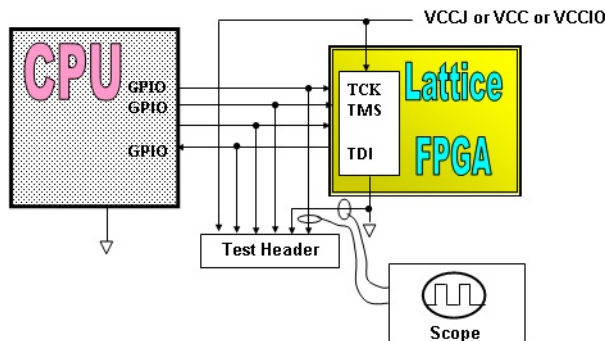 VCCJ or VCC or VCCIO
CPU
GPIO
GPIO
GPIO
TCK
TMS
TDI
Lattice
FPGA
Test Header
Scope